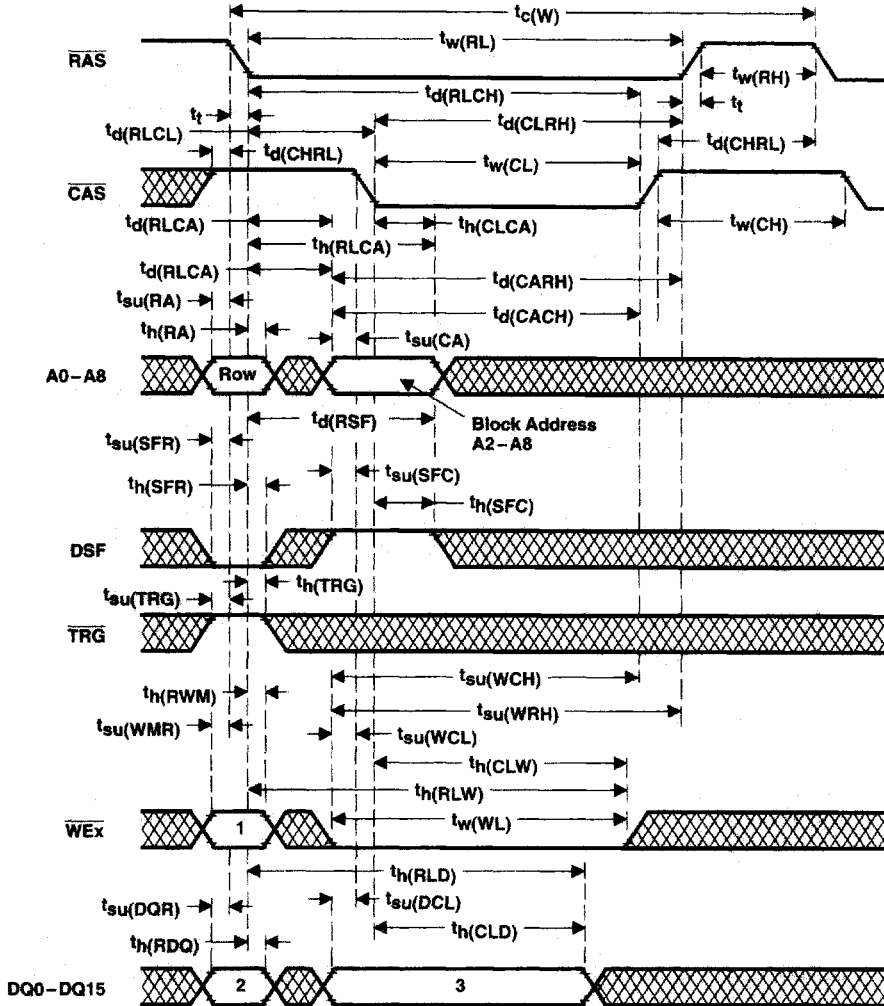 tc(W)
tw(RL)
RAS
tw(RH)
td(RLCH)
tt
tt
td(RLCL)
td(CLRH)
td(CHRL)
td(CHRL)
tw(CL)
CAS
td(RLCA)
th(CLCA)
tw(CH)
th(RLCA)
td(RLCA)
td(CARH)
tsu(RA)
td(CACH)
th(RA)
tsu(CA)
A0–A8
Row
td(RSF)
Block Address
A2–A8
tsu(SFR)
tsu(SFC)
th(SFR)
th(SFC)
DSF
th(TRG)
tsu(TRG)
TRG
tsu(WCH)
th(RWM)
tsu(WRH)
tsu(WMR)
tsu(WCL)
th(CLW)
th(RLW)
WEx
1
tw(WL)
th(RLD)
tsu(DQR)
tsu(DCL)
th(CLD)
th(RDQ)
DQ0–DQ15
2
3